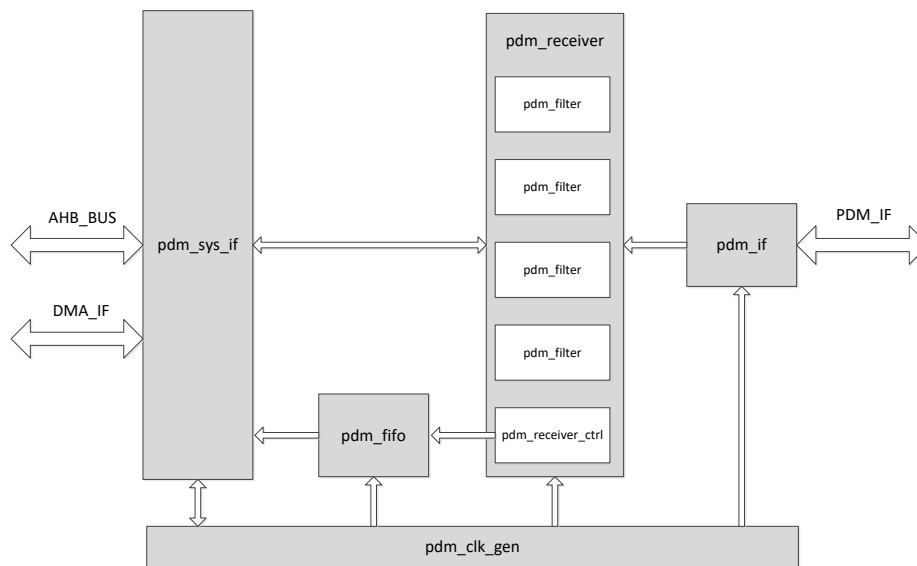 pdm_receiver
pdm_filter
pdm_filter
AHB_BUS
PDM_IF
pdm_sys_if
pdm_filter
pdm_if
DMA_IF
pdm_filter
pdm_fifo
pdm_receiver_ctrl
pdm_clk_gen